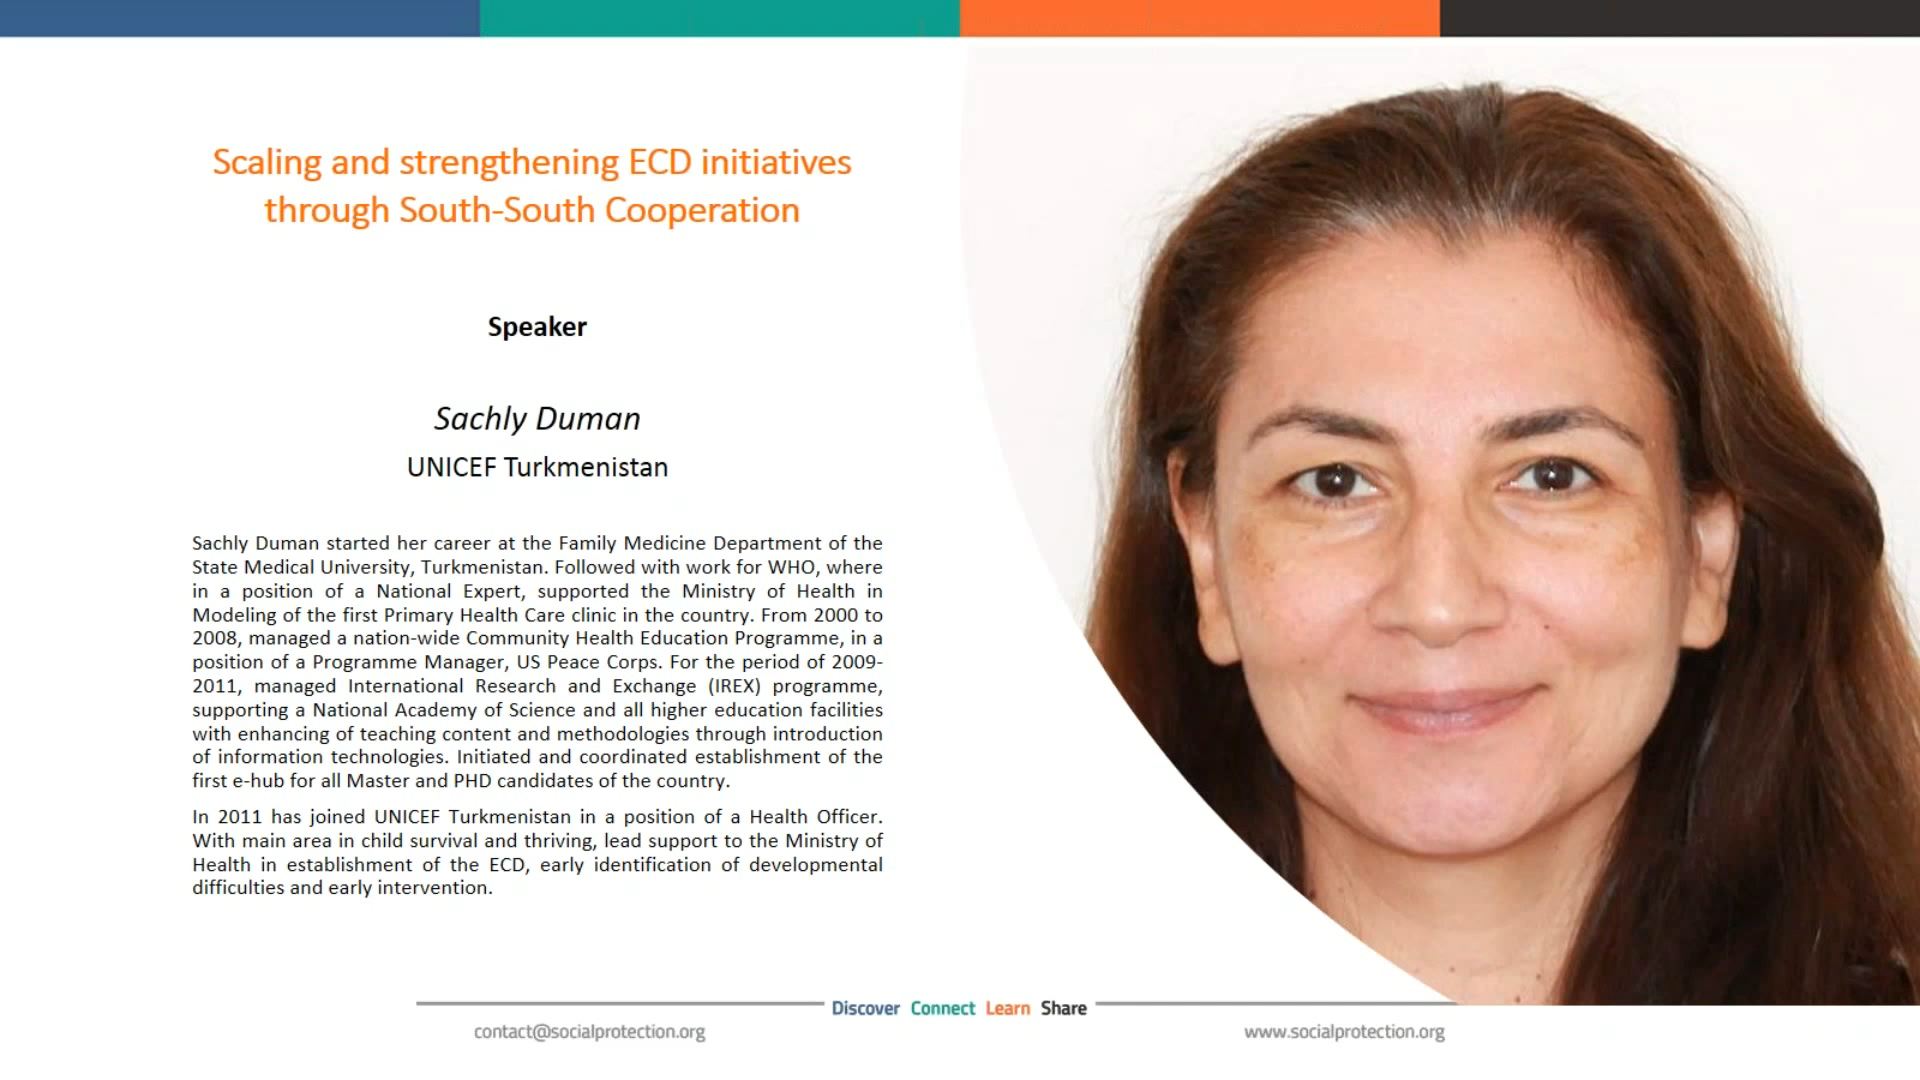 Scaling and strengthening ECD initiatives
through South-South Cooperation
Speaker
Sachly Duman
UNICEF Turkmenistan
Sachly Duman started her career at the Family Medicine Department of the
State Medical University, Turkmenistan. Followed with work for WHO, where
in a position of a National Expert, supported the Ministry of Health in
Modeling of the first Primary Health Care clinic in the country. From 2000 to
2008, managed a nation-wide Community Health Education Programme, in a
position of a Programme Manager, US Peace Corps. For the period of 2009-
2011, managed International Research and Exchange (IREX) programme,
supporting a National Academy of Science and all higher education facilities
with enhancing of teaching content and methodologies through introduction
of information technologies. Initiated and coordinated establishment of the
first e-hub for all Master and PHD candidates of the country.
In 2011 has joined UNICEF Turkmenistan in a position of a Health Officer.
With main area in child survival and thriving, lead support to the Ministry of
Health in establishment of the ECD, early identification of developmental
difficulties and early intervention.
Discover Connect Learn Share
contact@socialprotection.org
www.socialprotection.org